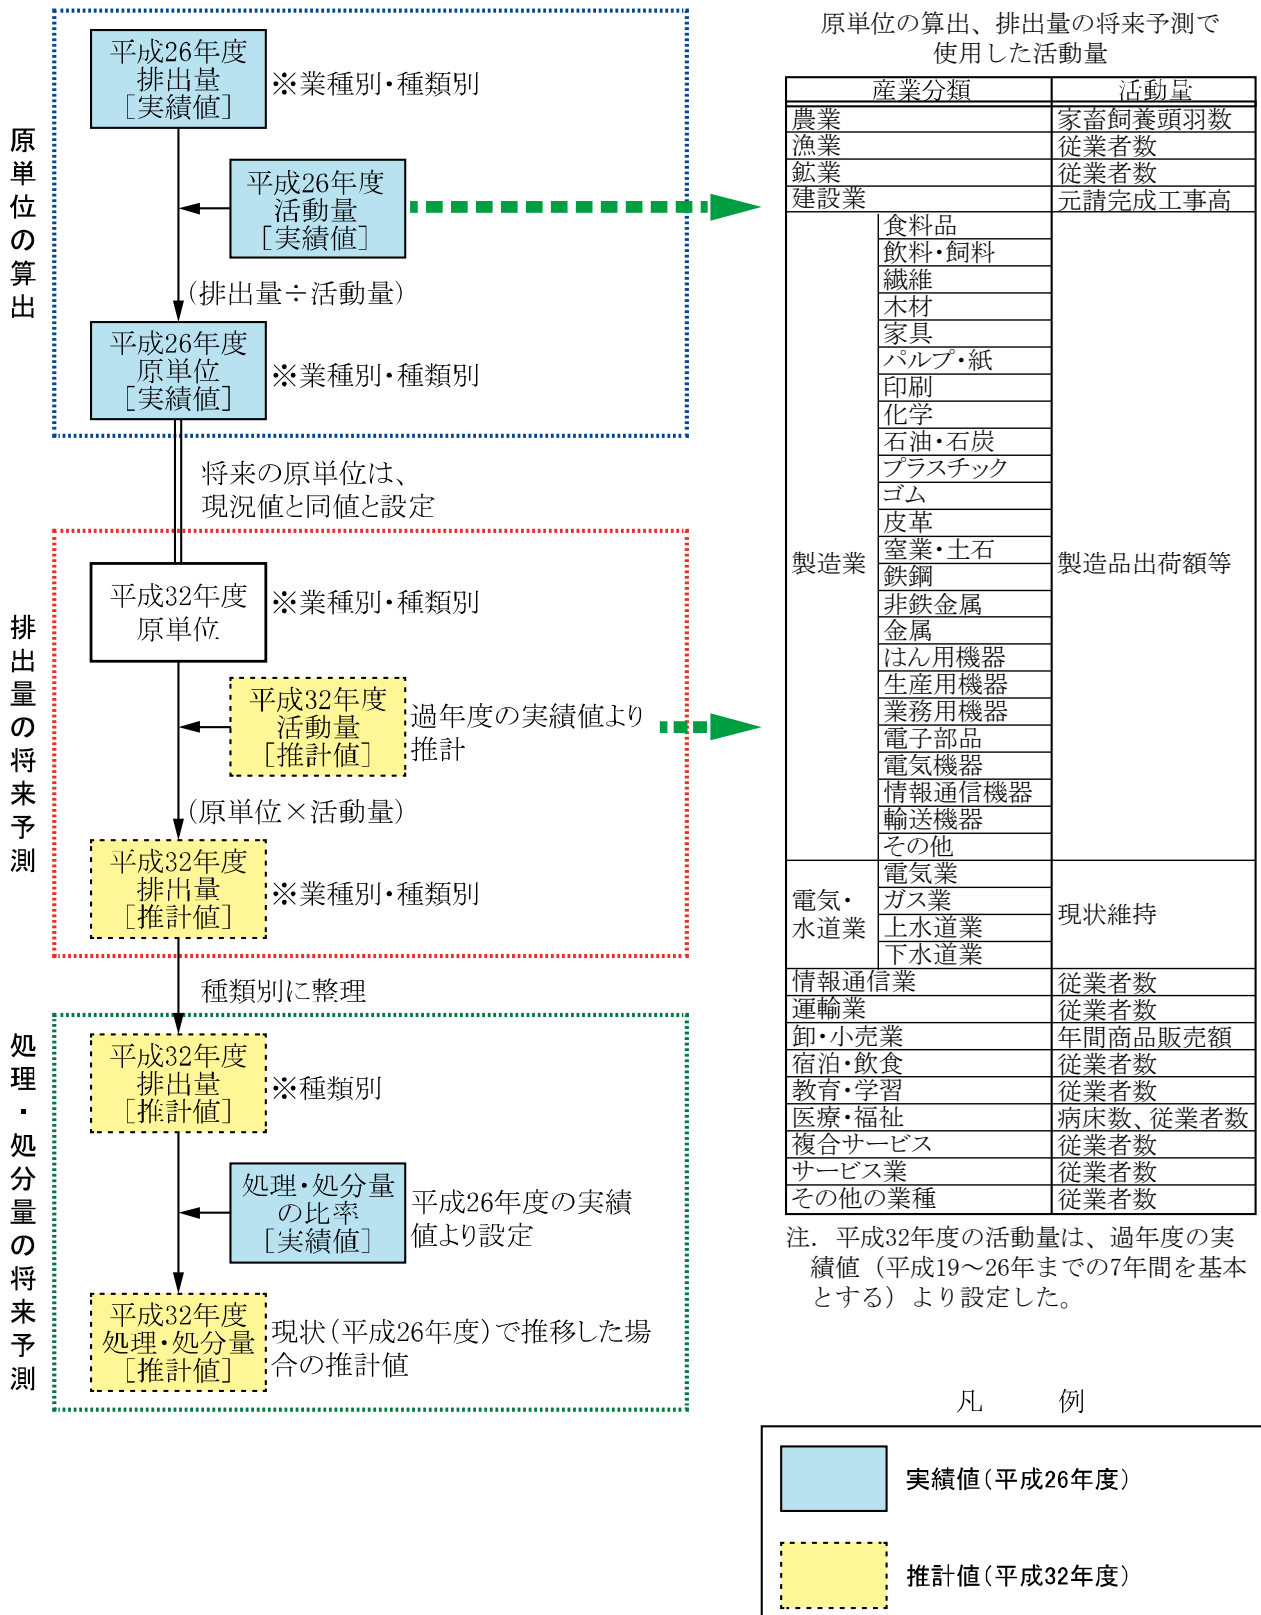 原単位の算出
平成26年度
排出量
[実績値]
※業種別・種類別
平成26年度
活動量
[実績値]
(排出量÷活動量)
平成26年度
原単位
[実績値]
※業種別・種類別
将来の原単位は、
現況値と同値と設定
排出量の将来予測
平成32年度
原単位
※業種別・種類別
平成32年度
活動量
[推計値]
過年度の実績値より
推計
(原単位×活動量)
平成32年度
排出量
[推計値]
※業種別・種類別
種類別に整理
処理・処分量の将来予測
平成32年度
排出量
[推計値]
※種類別
処理・処分量
の比率
[実績値]
平成26年度の実績
値より設定
平成32年度
処理・処分量
[推計値]
現状(平成26年度)で推移した場
合の推計値
原単位の算出、排出量の将来予測で
使用した活動量
産業分類 活動量
農業 家畜飼養頭羽数
漁業 従業者数
鉱業 従業者数
建設業 元請完成工事高
製造業
食料品
飲料・飼料
繊維
木材
家具
パルプ・紙
印刷
化学
石油・石炭
プラスチック
ゴム
皮革
窒業・土石
鉄鋼
非鉄金属
金属
はん用機器
生産用機器
業務用機器
電子部品
電気機器
情報通信機器
輸送機器
その他
製造品出荷額等
電気・
水道業
電気業
ガス業
上水道業
下水道業
現状維持
情報通信業 従業者数
運輸業 従業者数
卸・小売業 年間商品販売額
宿泊・飲食 従業者数
教育・学習 従業者数
医療・福祉 病床数、従業者数
複合サービス 従業者数
サービス業 従業者数
その他の業種 従業者数
注．平成32年度の活動量は、過年度の実
績値（平成19～26年までの7年間を基本
とする）より設定した。
凡 例
実績値(平成26年度)
推計値(平成32年度)